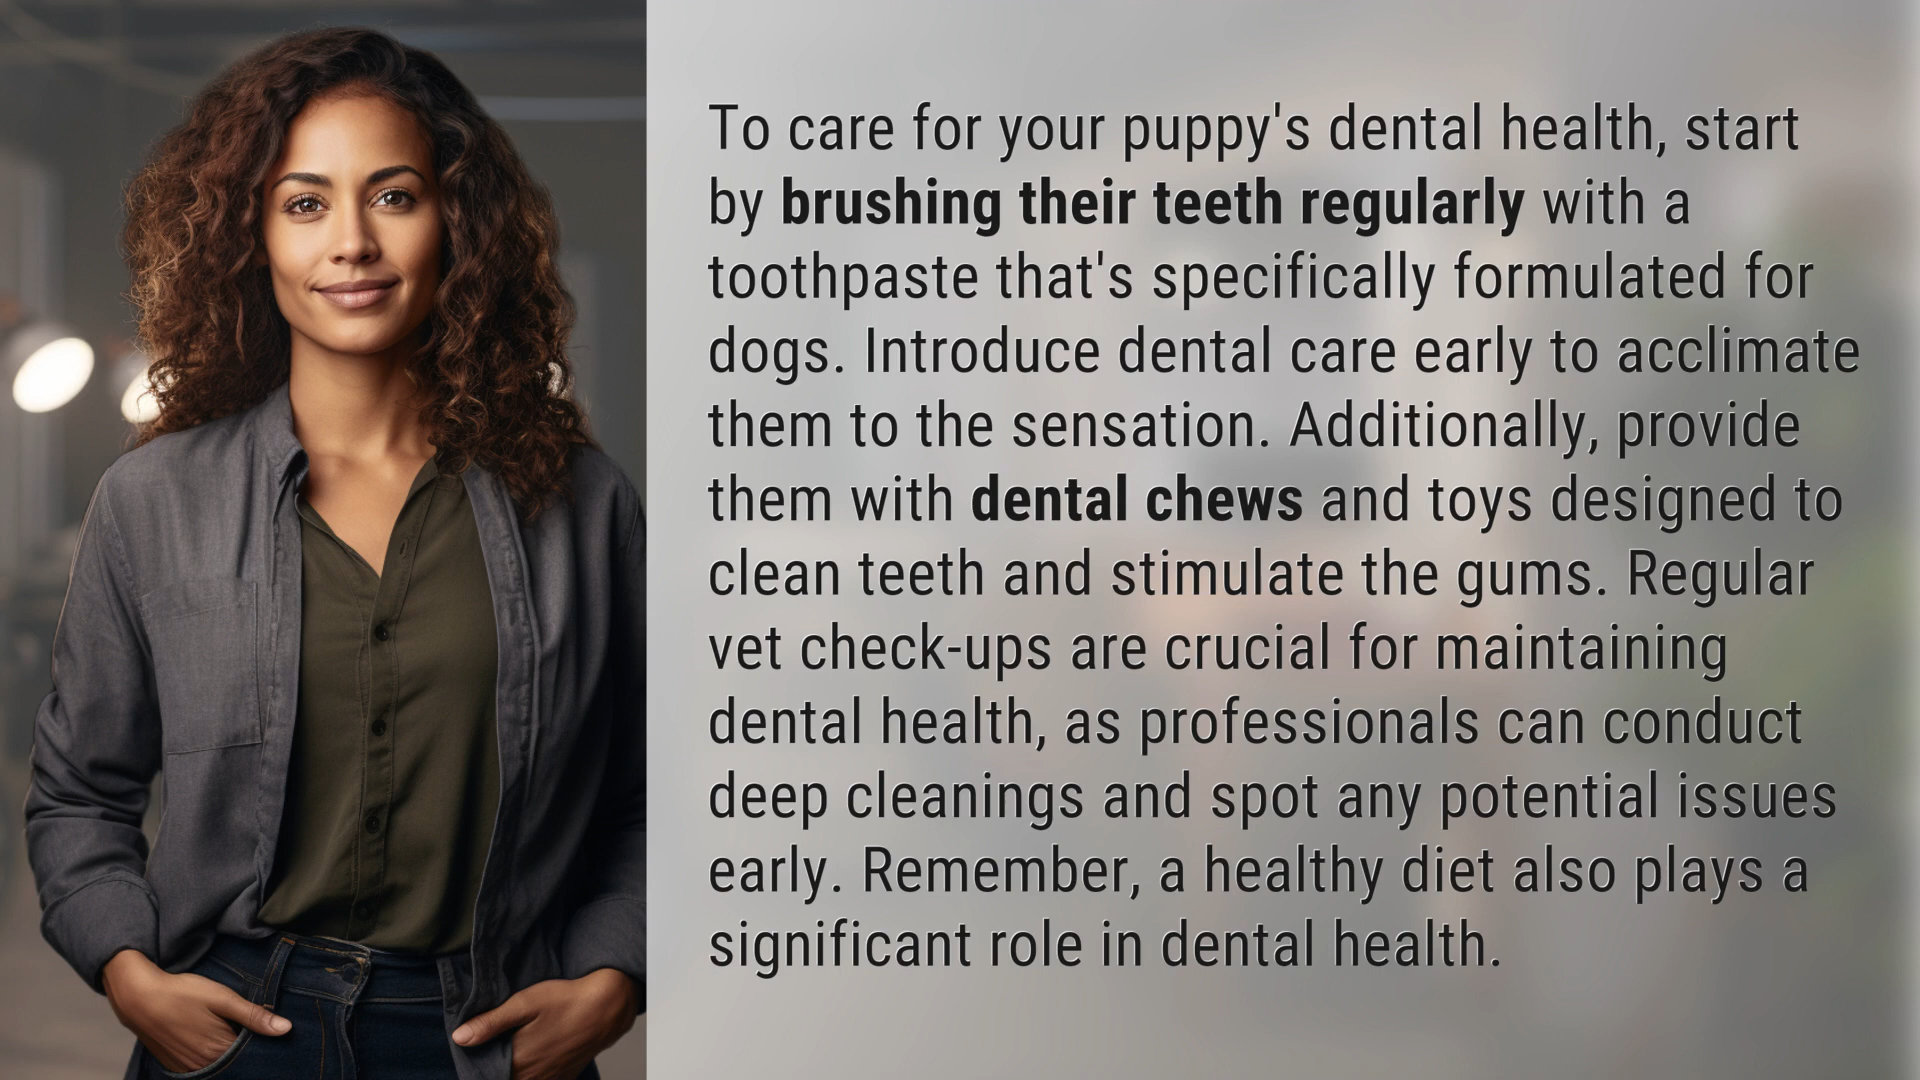 To care for your puppy's dental health, start
by brushing their teeth regularly with a
toothpaste that's specifically formulated for
dogs. Introduce dental care early to acclimate
them to the sensation. Additionally, provide
them with dental chews and toys designed to
clean teeth and stimulate the gums. Regular
vet check-ups are crucial for maintaining
dental health, as professionals can conduct
deep cleanings and spot any potential issues
early. Remember, a healthy diet also plays a
significant role in dental health.